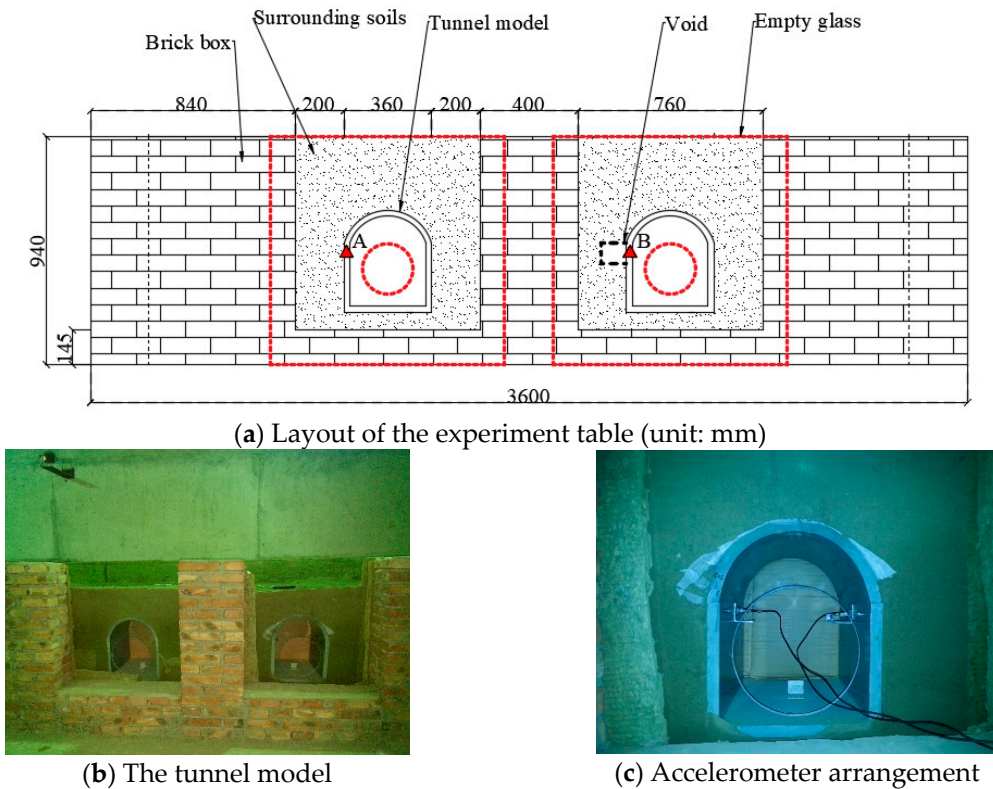 Surrounding soils
Tunnel model
Void
Empty glass
Brick box
840
200
360
200
400
760
A
B
940
145
3600
(a) Layout of the experiment table (unit: mm)
(b) The tunnel model
(c) Accelerometer arrangement